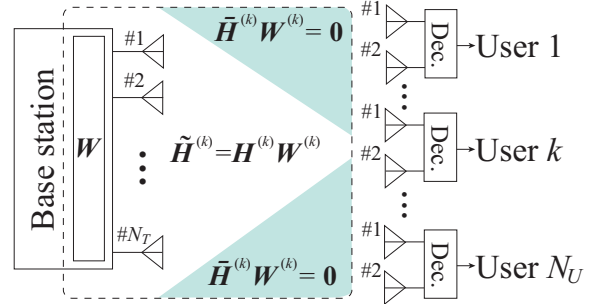 Base station
W
#1
#2
#N_T
H̄^(k) W^(k) = 0
H̃^(k) = H^(k) W^(k)
H̄^(k) W^(k) = 0
#1
#2
Dec.
User 1
#1
#2
Dec.
User k
#1
#2
Dec.
User N_U